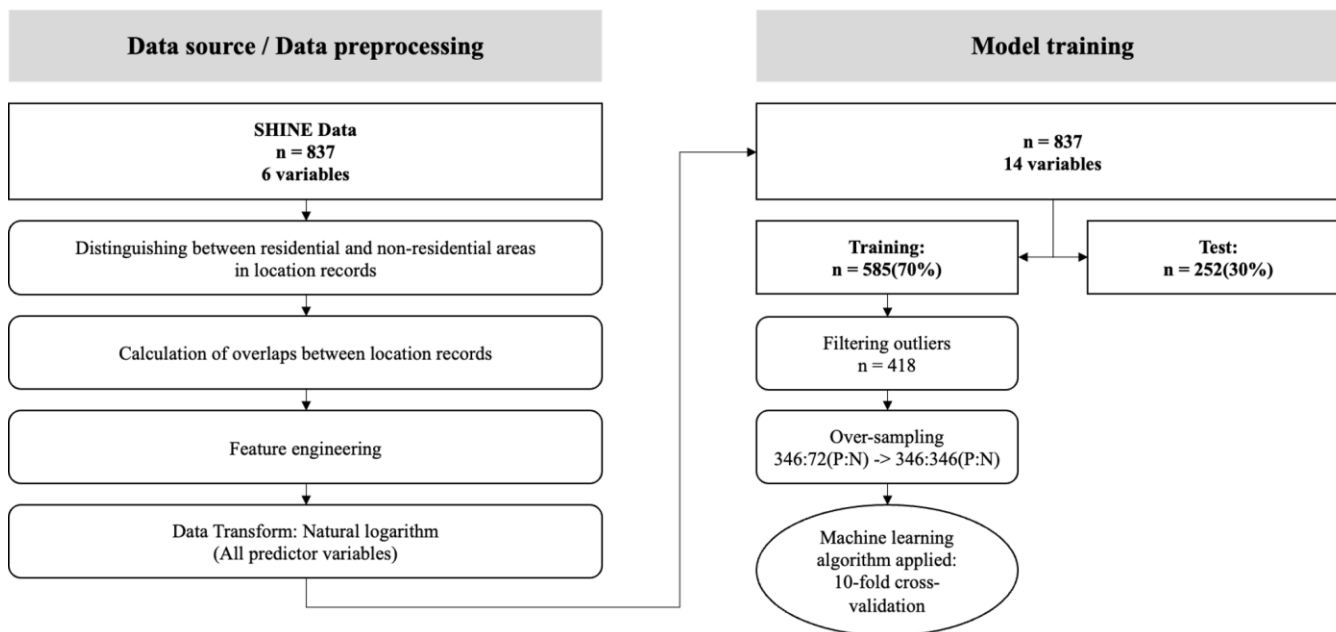 Data source / Data preprocessing
SHINE Data
n = 837
6 variables
Distinguishing between residential and non-residential areas
in location records
Calculation of overlaps between location records
Feature engineering
Data Transform: Natural logarithm
(All predictor variables)
Model training
n = 837
14 variables
Training:
n = 585(70%)
Test:
n = 252(30%)
Filtering outliers
n = 418
Over-sampling
346:72(P:N) -> 346:346(P:N)
Machine learning
algorithm applied:
10-fold cross-
validation